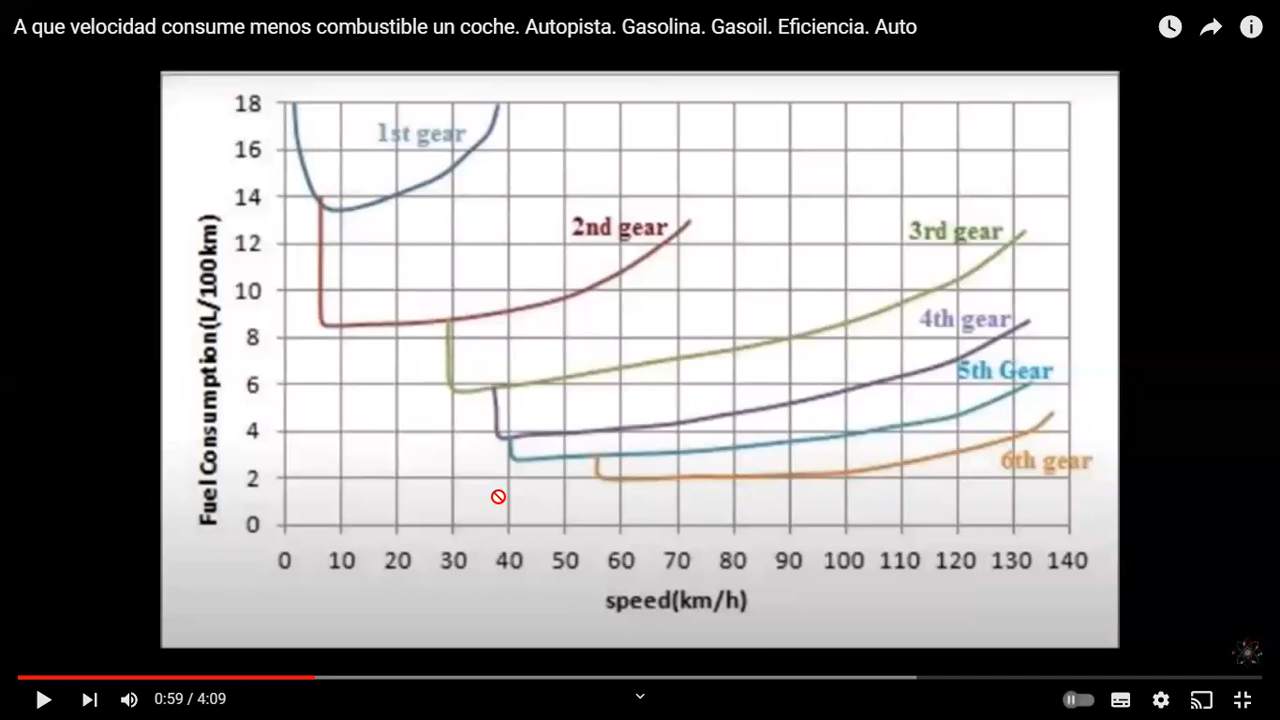 A que velocidad consume menos combustible un coche. Autopista. Gasolina. Gasoil. Eficiencia. Auto
18
1st gear
16
14
2nd gear
3rd gear
12
10
4th gear
8
5th Gear
6
4
6th gear
2
0
Fuel Consumption(L/100km)
0 10 20 30 40 50 60 70 80 90 100 110 120 130 140
speed(km/h)
0:59 / 4:09